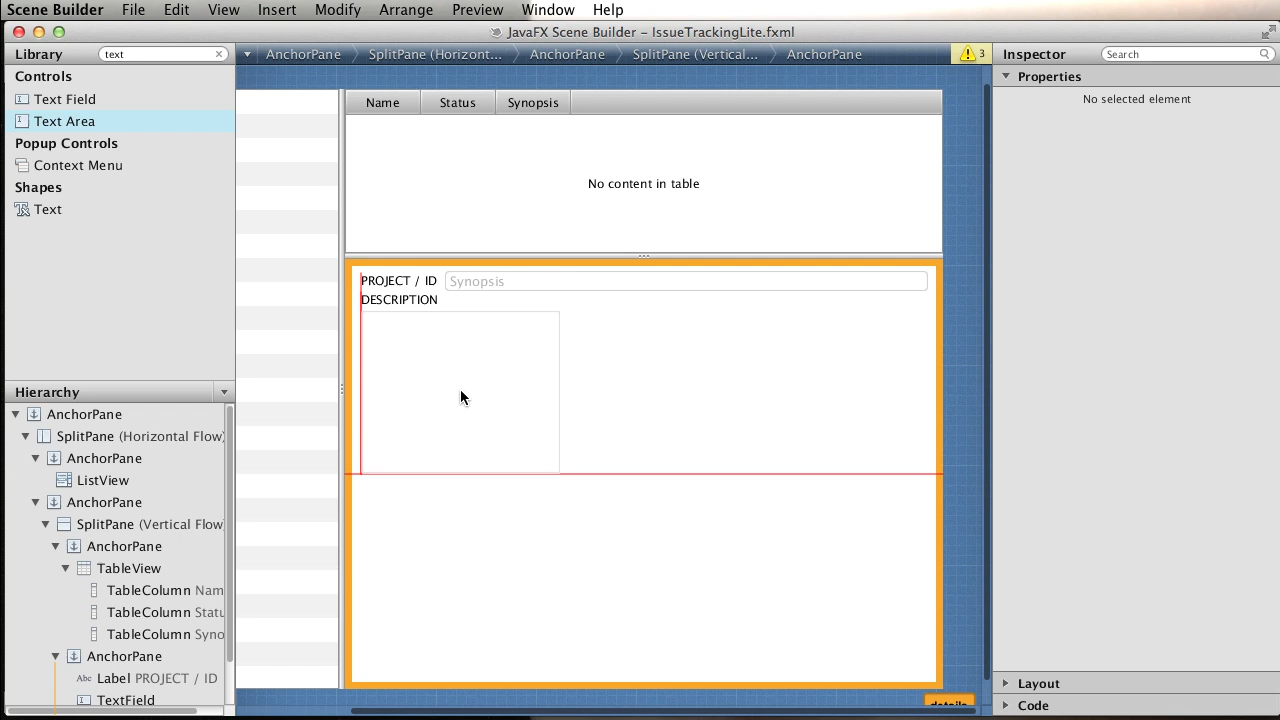 Scene Builder File Edit View Insert Modify Arrange Preview Window Help
JavaFX Scene Builder – IssueTrackingLite.fxml
Library text
AnchorPane SplitPane (Horizont... AnchorPane SplitPane (Vertical... AnchorPane 3
Inspector Search
Controls
Text Field
Text Area
Popup Controls
Context Menu
Shapes
Text
Hierarchy
AnchorPane
SplitPane (Horizontal Flow)
AnchorPane
ListView
AnchorPane
SplitPane (Vertical Flow
AnchorPane
TableView
TableColumn Nam
TableColumn Statu
TableColumn Syno
AnchorPane
Abc Label PROJECT / ID
TextField
Name Status Synopsis
No content in table
PROJECT / ID Synopsis
DESCRIPTION
details
Properties
No selected element
Layout
Code